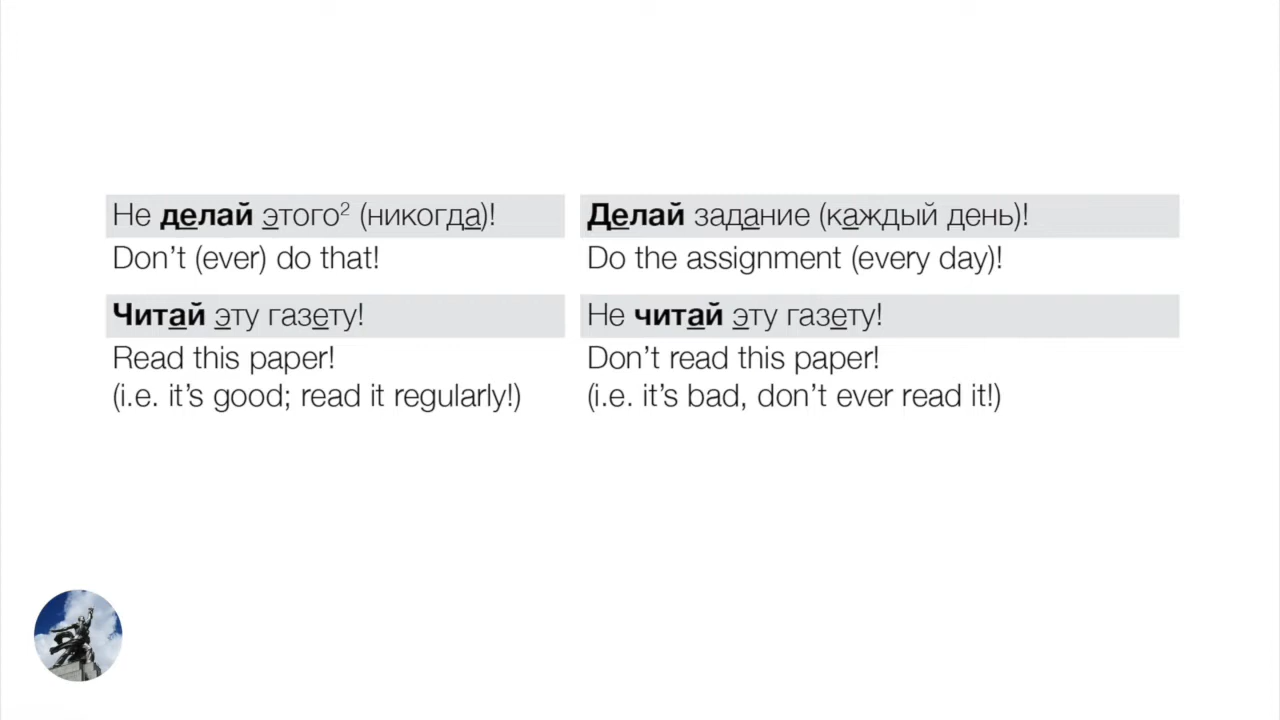 Не делай этого² (никогда)!
Don’t (ever) do that!
Делай задание (каждый день)!
Do the assignment (every day)!
Читай эту газету!
Read this paper!
(i.e. it’s good; read it regularly!)
Не читай эту газету!
Don’t read this paper!
(i.e. it’s bad, don’t ever read it!)